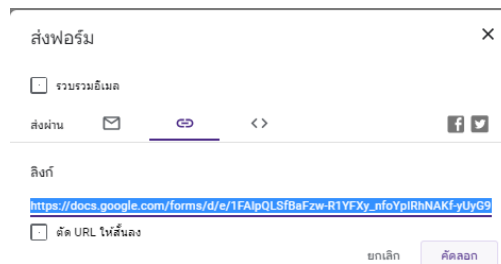 ส่งฟอร์ม
รวบรวมอีเมล
ส่งผ่าน
ลิงก์
https://docs.google.com/forms/d/e/1FAIpQLSfBaFzw-R1YFXy_nfoYpIRhNAKf-yUyG9
ตัด URL ให้สั้นลง
ยกเลิก คัดลอก